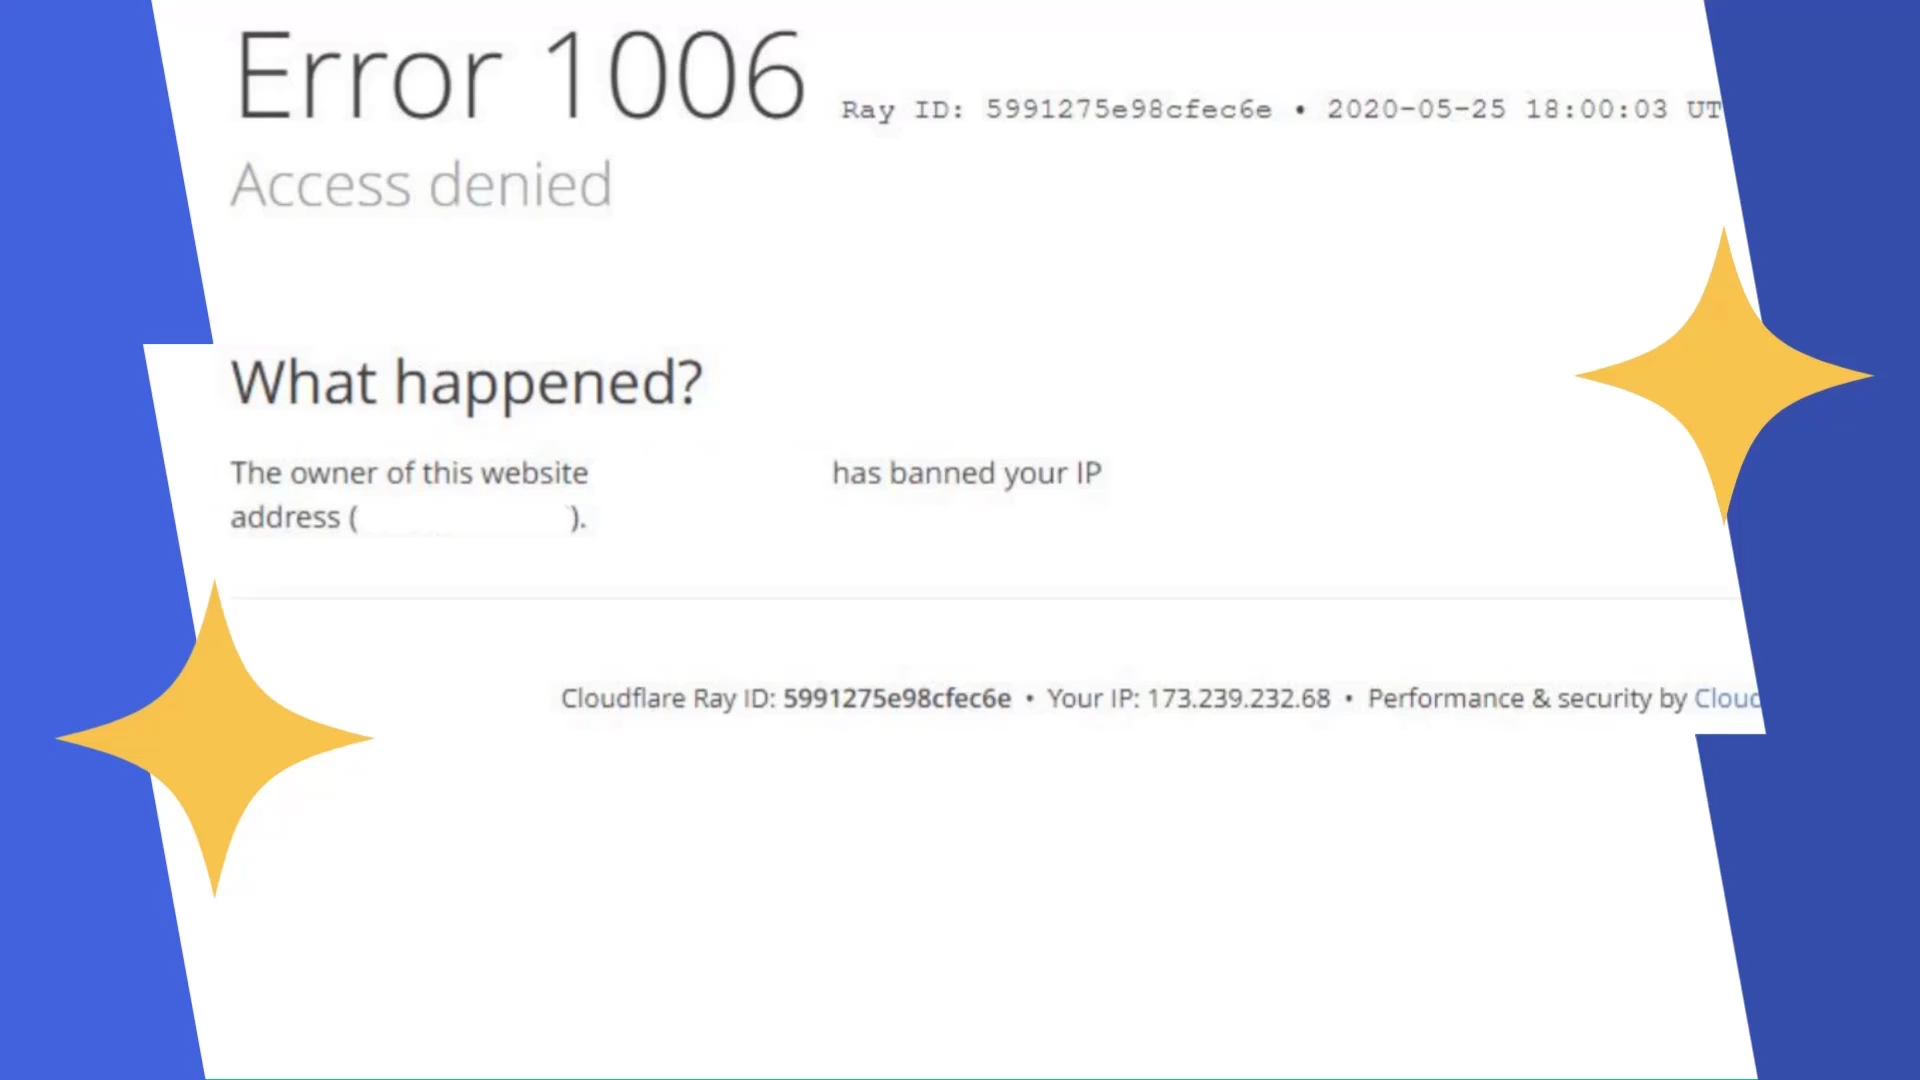 Error 1006 Ray ID: 5991275e98cfec6e • 2020-05-25 18:00:03 UT
Access denied
What happened?
The owner of this website has banned your IP
address ( ).
Cloudflare Ray ID: 5991275e98cfec6e • Your IP: 173.239.232.68 • Performance & security by Cloud